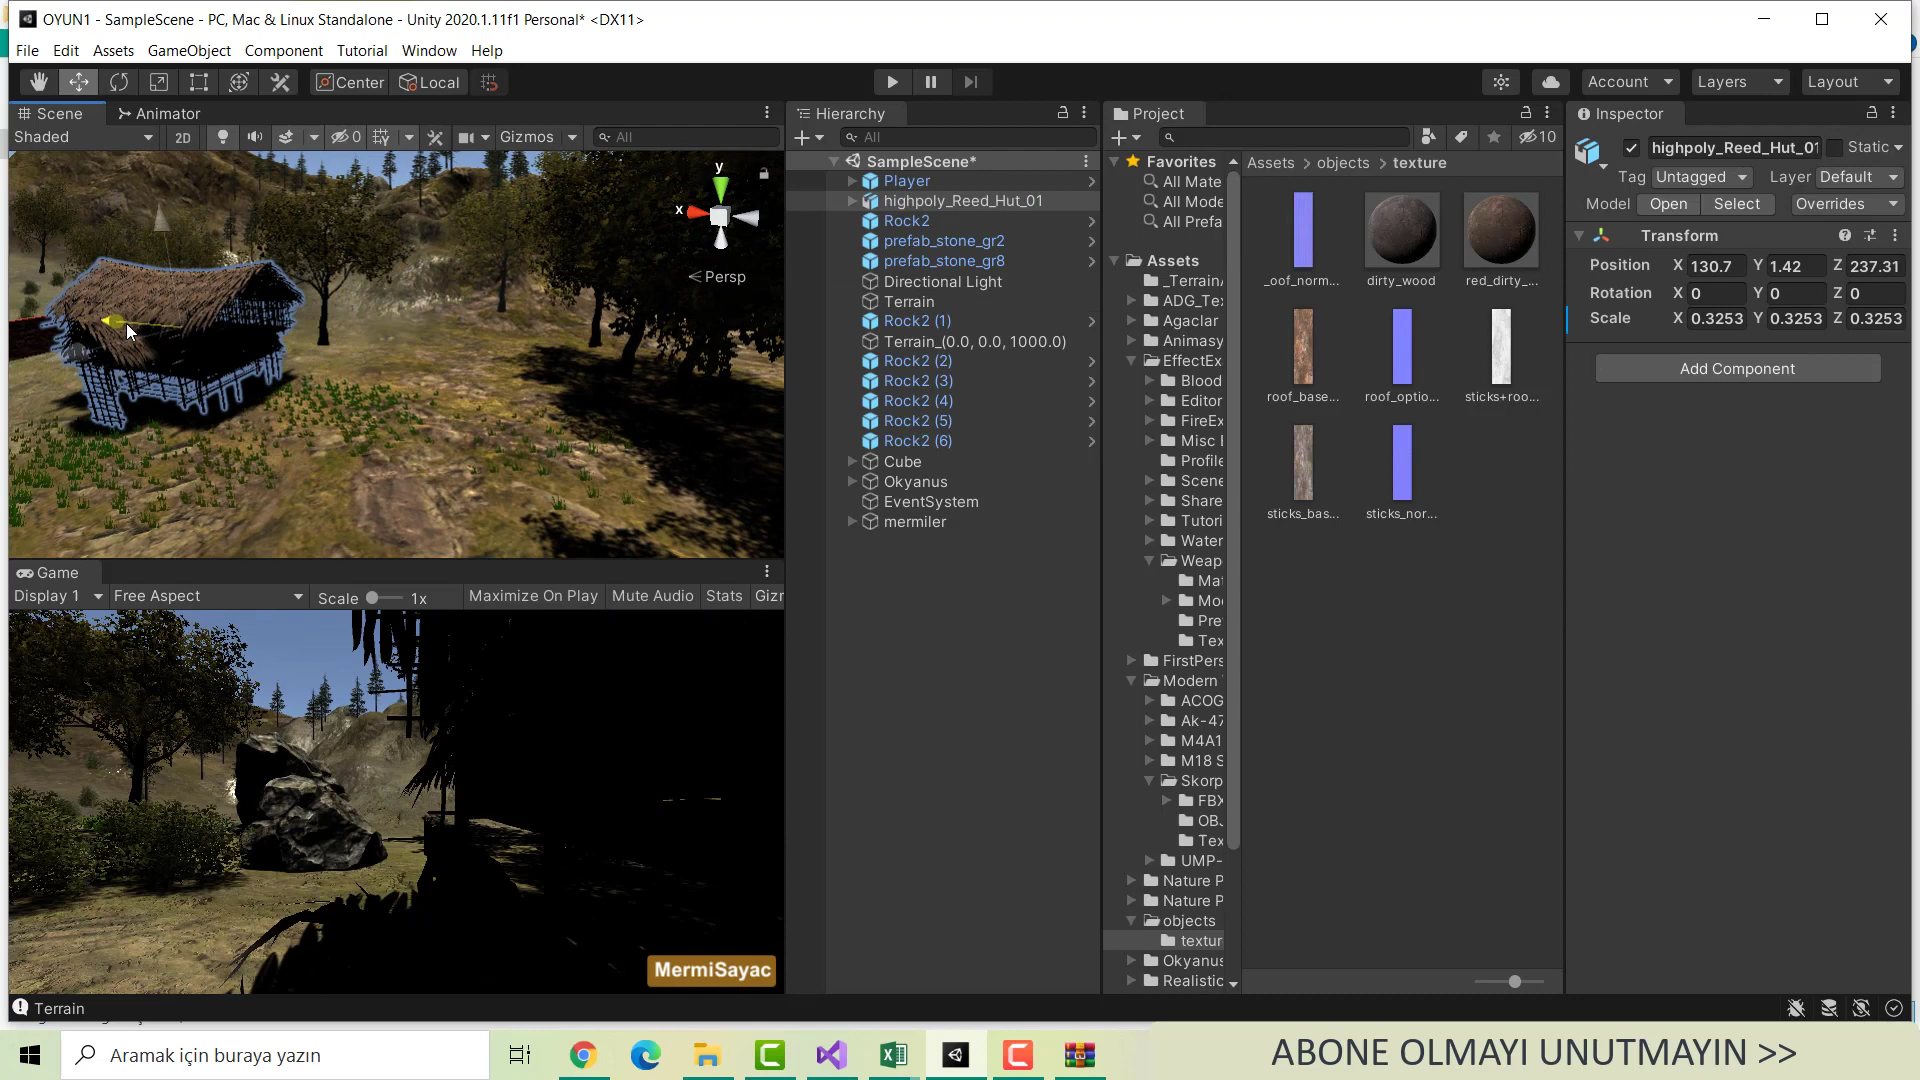 OYUN1 - SampleScene - PC, Mac & Linux Standalone - Unity 2020.1.11f1 Personal* <DX11>
File Edit Assets GameObject Component Tutorial Window Help
Center Local Account Layers Layout
Scene Animator
Shaded 2D 0 Gizmos All
y
x
Persp
Game
Display 1 Free Aspect Scale 1x Maximize On Play Mute Audio Stats Gizr
MermiSayac
Hierarchy
All
SampleScene*
Player
highpoly_Reed_Hut_01
Rock2
prefab_stone_gr2
prefab_stone_gr8
Directional Light
Terrain
Rock2 (1)
Terrain_(0.0, 0.0, 1000.0)
Rock2 (2)
Rock2 (3)
Rock2 (4)
Rock2 (5)
Rock2 (6)
Cube
Okyanus
EventSystem
mermiler
Project
10
Favorites
All Mate
All Mode
All Prefa
Assets
_Terrain
ADG_Te
Agaclar
Animasy
EffectEx
Blood
Editor
FireEx
Misc
Profile
Scene
Share
Tutori
Water
Weap
Ma
Mo
Pre
Tex
FirstPers
Modern
ACOG
Ak-47
M4A1
M18 S
Skorp
FBX
OBJ
Tex
UMP-
Nature P
Nature P
objects
textur
Okyanus
Realistic
Assets > objects > texture
_oof_norm...
dirty_wood
red_dirty_...
roof_base...
roof_optio...
sticks+roo...
sticks_bas...
sticks_nor...
Inspector
highpoly_Reed_Hut_01 Static
Tag Untagged Layer Default
Model Open Select Overrides
Transform
Position X 130.7 Y 1.42 Z 237.31
Rotation X 0 Y 0 Z 0
Scale X 0.3253 Y 0.3253 Z 0.3253
Add Component
Terrain
Aramak için buraya yazın
ABONE OLMAYI UNUTMAYIN >>